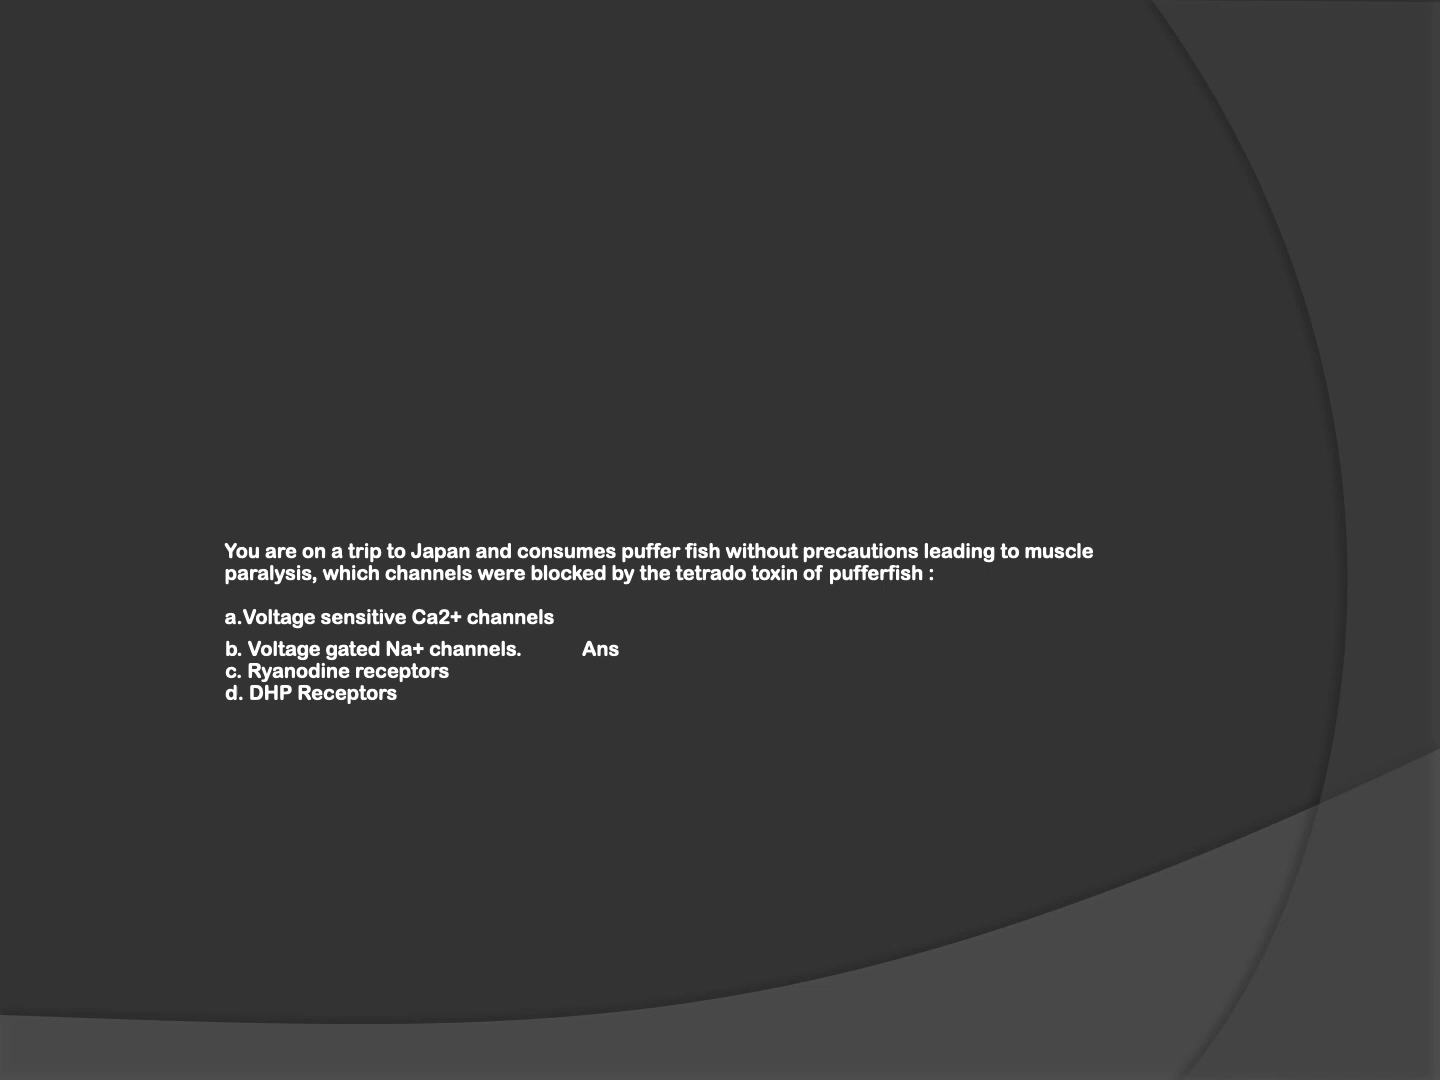 You are on a trip to Japan and consumes puffer fish without precautions leading to muscle
paralysis, which channels were blocked by the tetrado toxin of pufferfish :
a.Voltage sensitive Ca2+ channels
b. Voltage gated Na+ channels. Ans
c. Ryanodine receptors
d. DHP Receptors